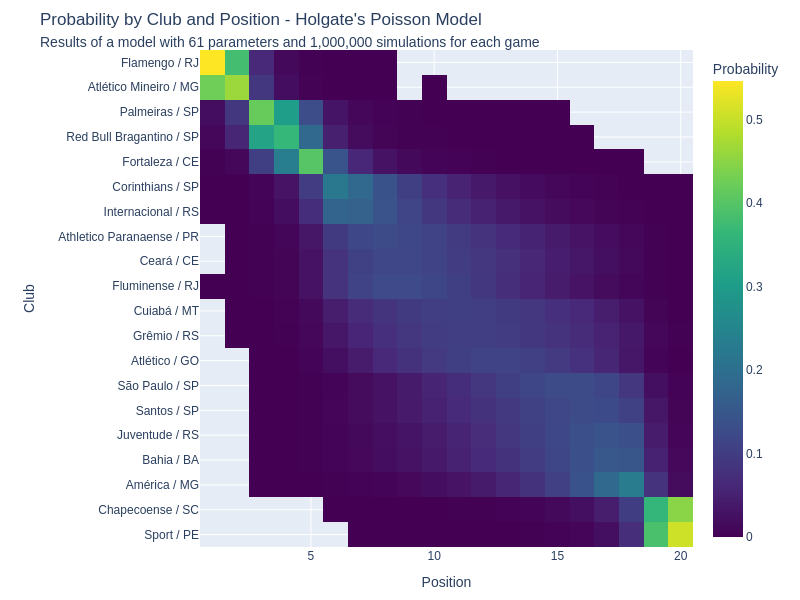 Probability by Club and Position - Holgate's Poisson Model
Results of a model with 61 parameters and 1,000,000 simulations for each game
Probability
Flamengo / RJ
Atlético Mineiro / MG
Palmeiras / SP
Red Bull Bragantino / SP
Fortaleza / CE
Corinthians / SP
Internacional / RS
Athletico Paranaense / PR
Ceará / CE
Fluminense / RJ
Cuiabá / MT
Grêmio / RS
Atlético / GO
São Paulo / SP
Santos / SP
Juventude / RS
Bahia / BA
América / MG
Chapecoense / SC
Sport / PE
Club
5 10 15 20
Position
0.5
0.4
0.3
0.2
0.1
0